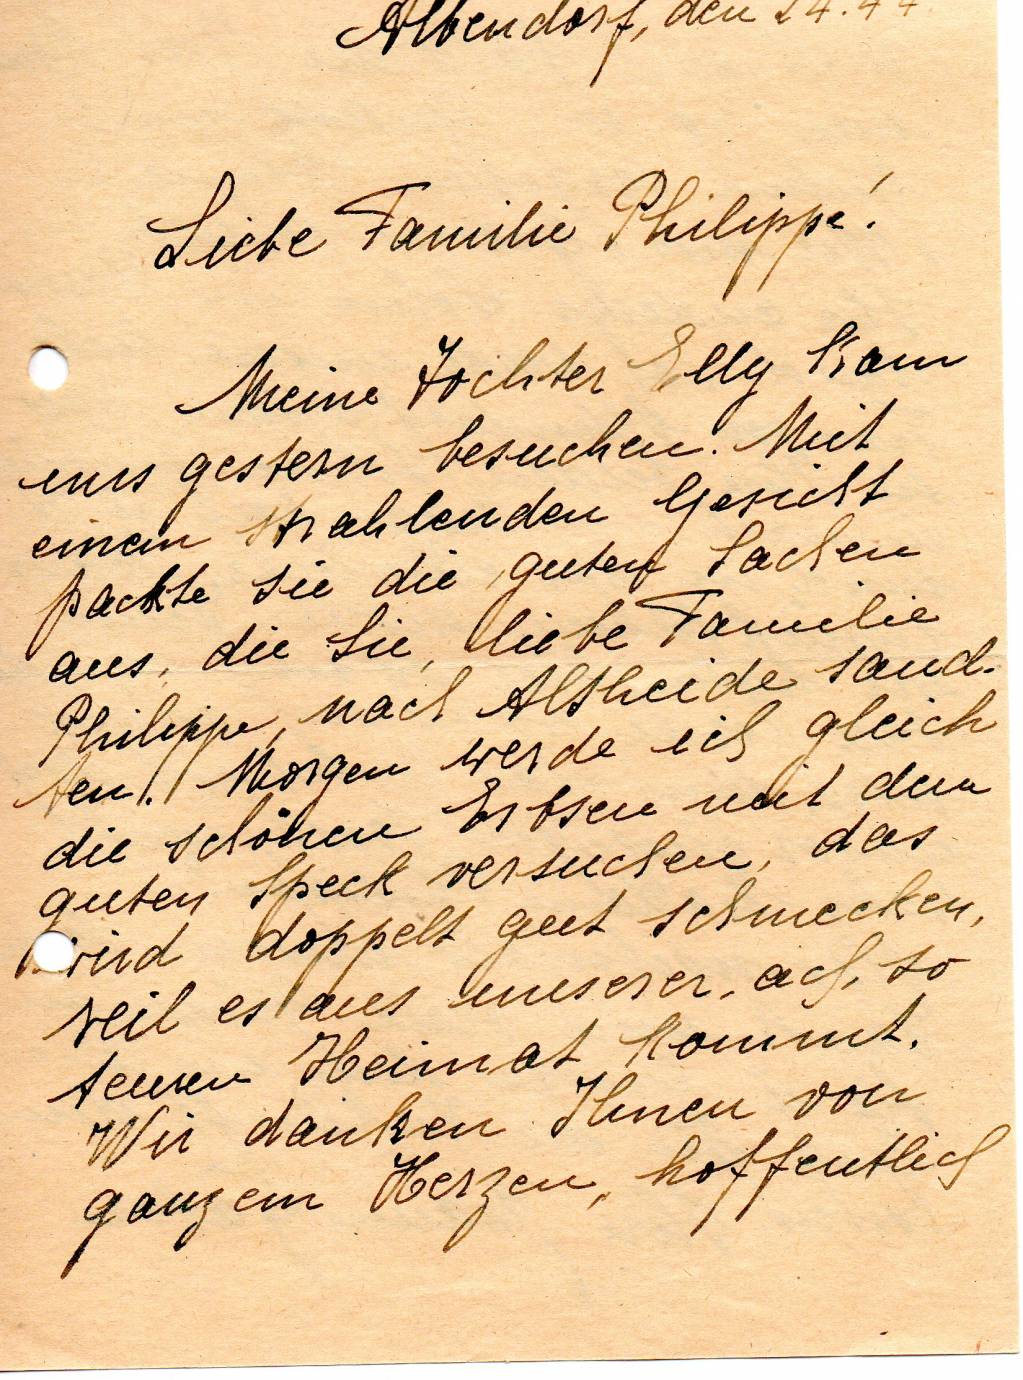 Albendorf, den 24. 4 4.
Liebe Familie Philippe!
Meine Tochter Elly kam
uns gestern besuchen. Mit
einem strahlenden Gesicht
packte sie die guten Sachen
aus, die Sie, liebe Familie
Philippe, nach Altheide sand-
ten. Morgen werde ich gleich
die schönen Erbsen mit dem
guten Speck versuchen, das
wird doppelt gut schmecken,
weil es aus unserer, ach, so
teuren Heimat kommt.
Wir danken Ihnen von
ganzem Herzen, hoffentlich